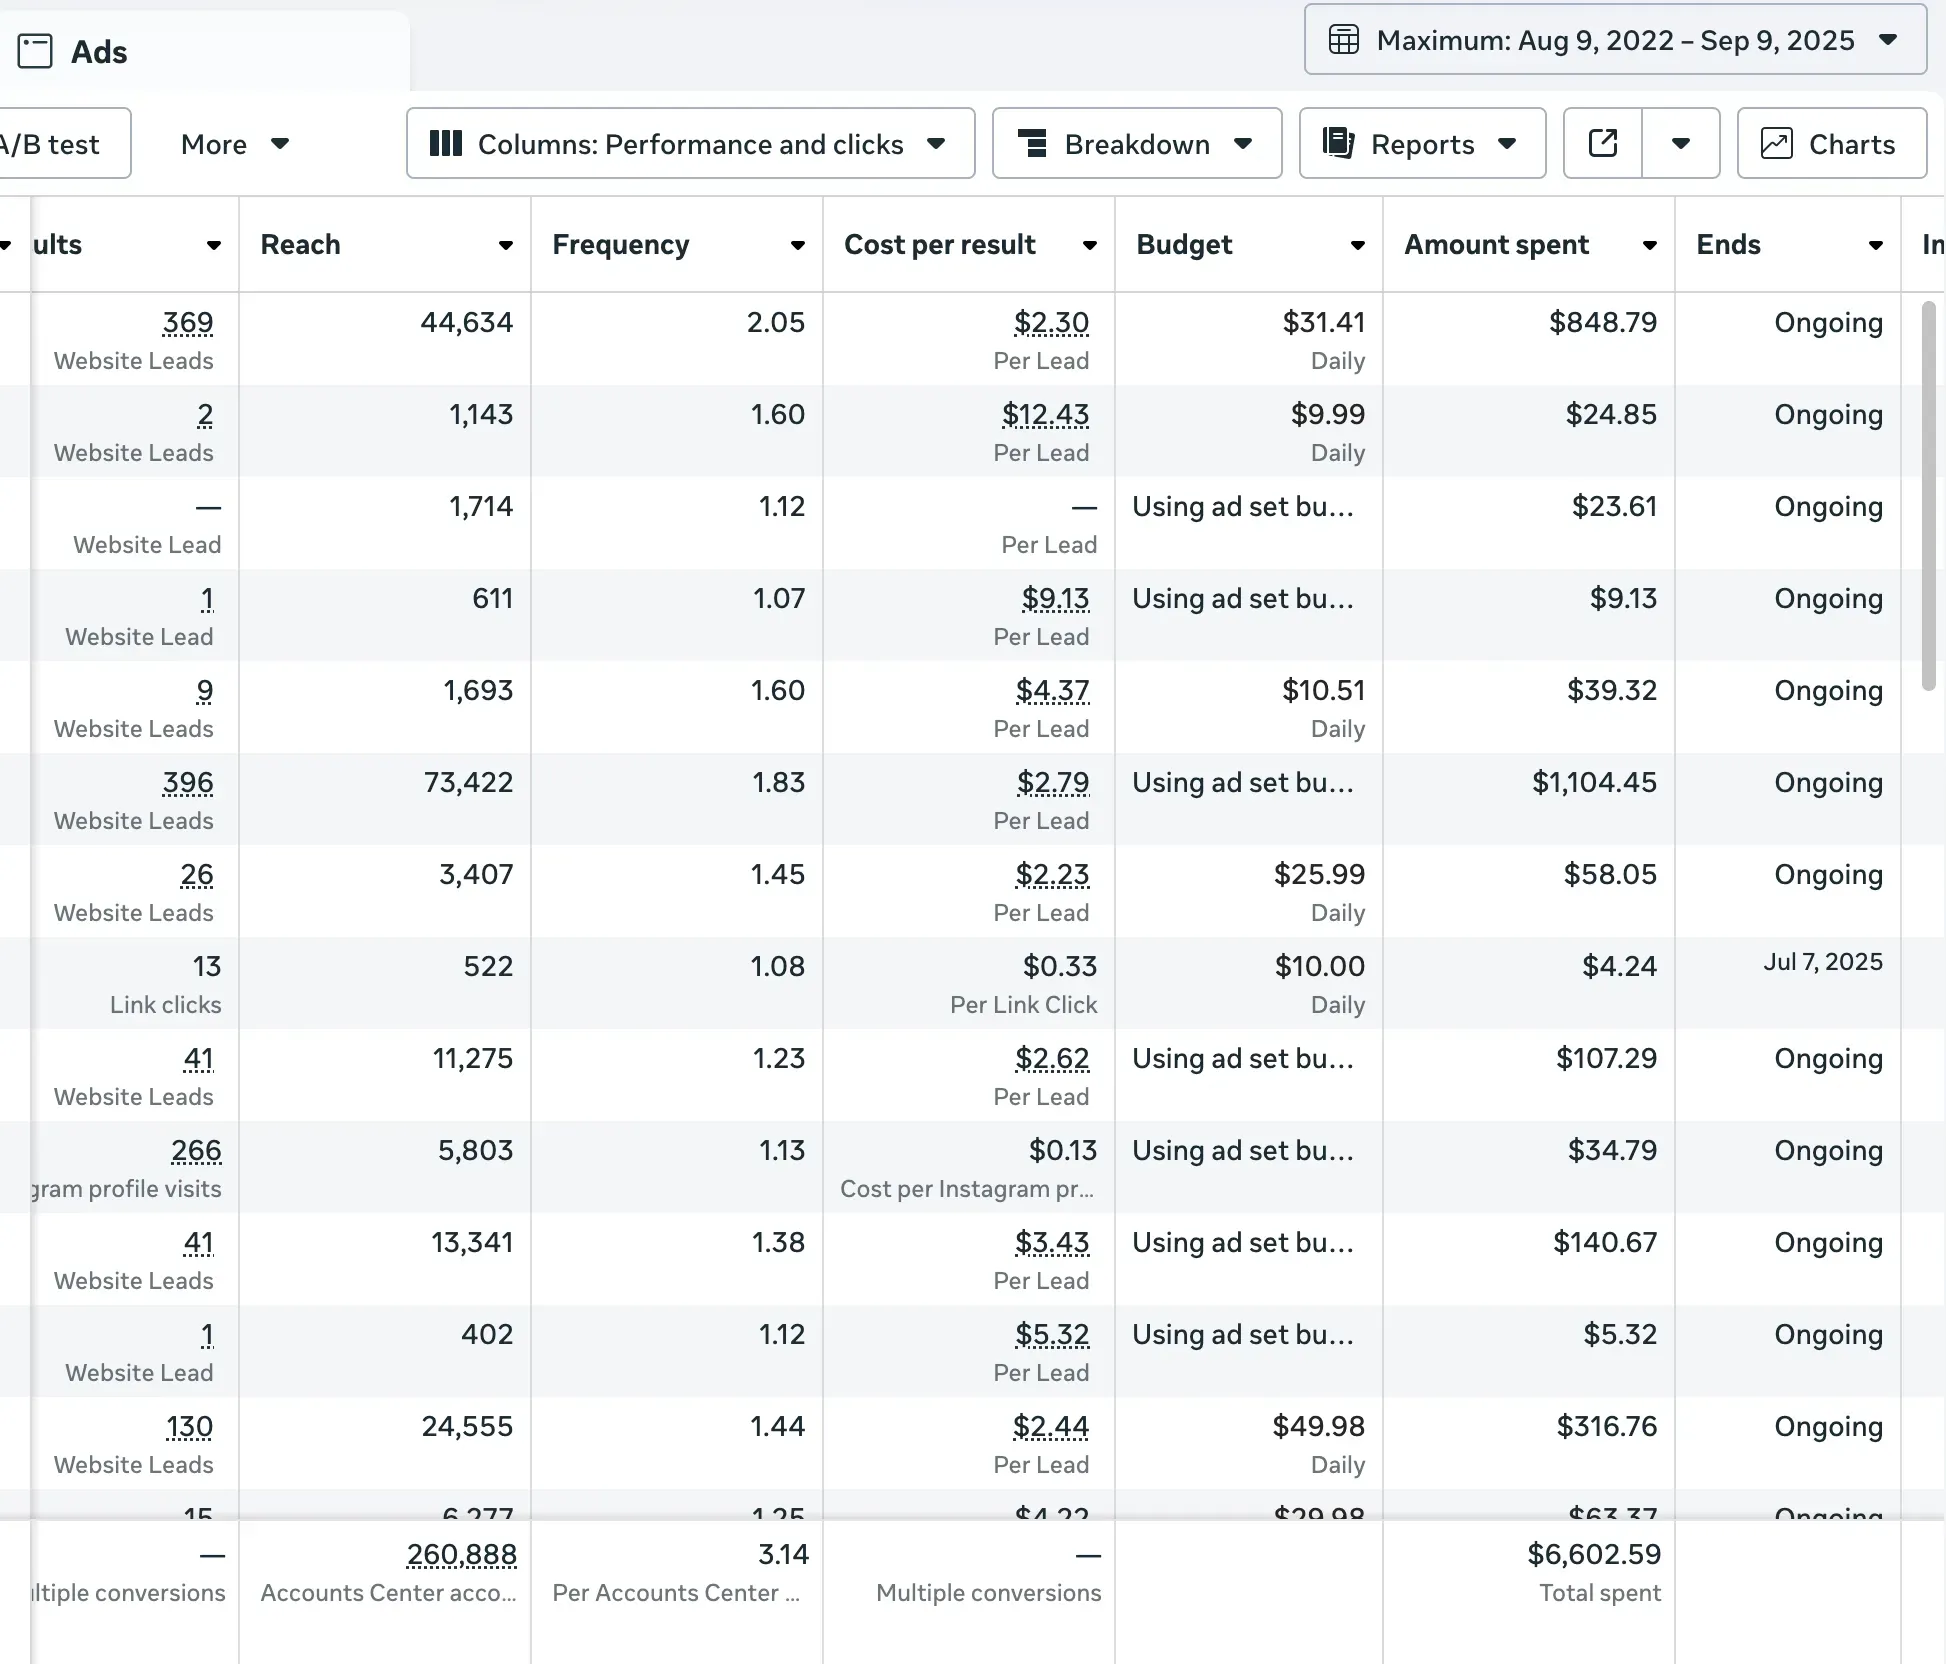 Ads
Maximum: Aug 9, 2022 – Sep 9, 2025
A/B test More Columns: Performance and clicks Breakdown Reports Charts
ults Reach Frequency Cost per result Budget Amount spent Ends In
369 44,634 2.05 $2.30 $31.41 $848.79 Ongoing
Website Leads Per Lead Daily
2 1,143 1.60 $12.43 $9.99 $24.85 Ongoing
Website Leads Per Lead Daily
— 1,714 1.12 — Using ad set bu... $23.61 Ongoing
Website Lead Per Lead
1 611 1.07 $9.13 Using ad set bu... $9.13 Ongoing
Website Lead Per Lead
9 1,693 1.60 $4.37 $10.51 $39.32 Ongoing
Website Leads Per Lead Daily
396 73,422 1.83 $2.79 Using ad set bu... $1,104.45 Ongoing
Website Leads Per Lead
26 3,407 1.45 $2.23 $25.99 $58.05 Ongoing
Website Leads Per Lead Daily
13 522 1.08 $0.33 $10.00 $4.24 Jul 7, 2025
Link clicks Per Link Click Daily
41 11,275 1.23 $2.62 Using ad set bu... $107.29 Ongoing
Website Leads Per Lead
266 5,803 1.13 $0.13 Using ad set bu... $34.79 Ongoing
gram profile visits Cost per Instagram pr...
41 13,341 1.38 $3.43 Using ad set bu... $140.67 Ongoing
Website Leads Per Lead
1 402 1.12 $5.32 Using ad set bu... $5.32 Ongoing
Website Lead Per Lead
130 24,555 1.44 $2.44 $49.98 $316.76 Ongoing
Website Leads Per Lead Daily
15 6,277 1.25 $4.22 $29.98 $63.37 Ongoing
— 260,888 3.14 — $6,602.59
ltiple conversions Accounts Center acco... Per Accounts Center ... Multiple conversions Total spent